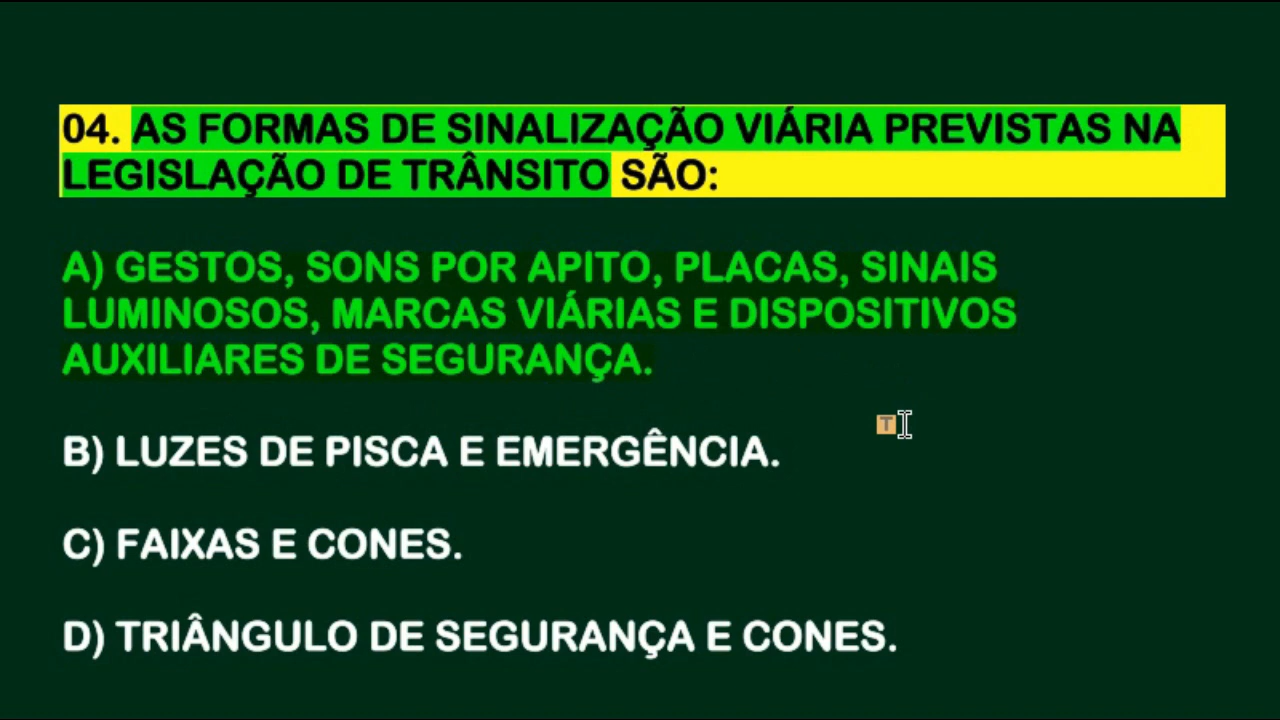 04. AS FORMAS DE SINALIZAÇÃO VIÁRIA PREVISTAS NA
LEGISLAÇÃO DE TRÂNSITO SÃO:
A) GESTOS, SONS POR APITO, PLACAS, SINAIS
LUMINOSOS, MARCAS VIÁRIAS E DISPOSITIVOS
AUXILIARES DE SEGURANÇA.
T
B) LUZES DE PISCA E EMERGÊNCIA.
C) FAIXAS E CONES.
D) TRIÂNGULO DE SEGURANÇA E CONES.